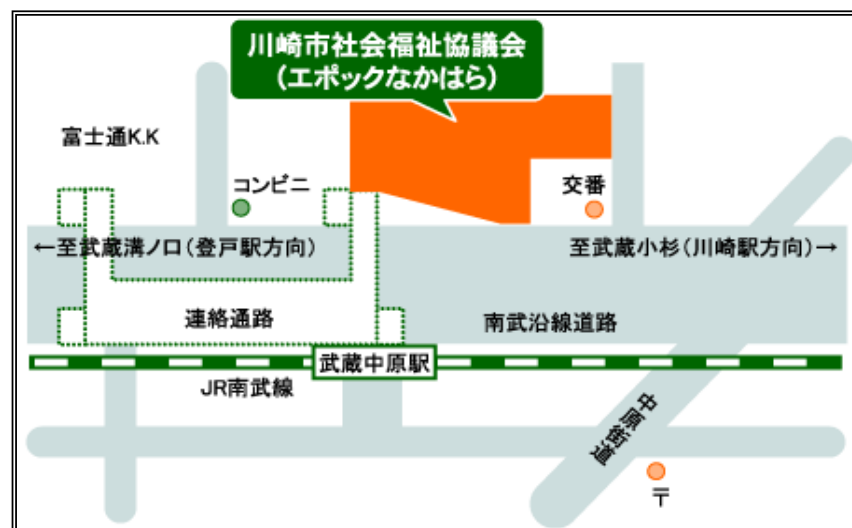 川崎市社会福祉協議会
(エポックなかはら)
富士通K.K
コンビニ
交番
←至武蔵溝ノ口(登戸駅方向)
至武蔵小杉(川崎駅方向)→
連絡通路
南武沿線道路
武蔵中原駅
JR南武線
中原街道
〒